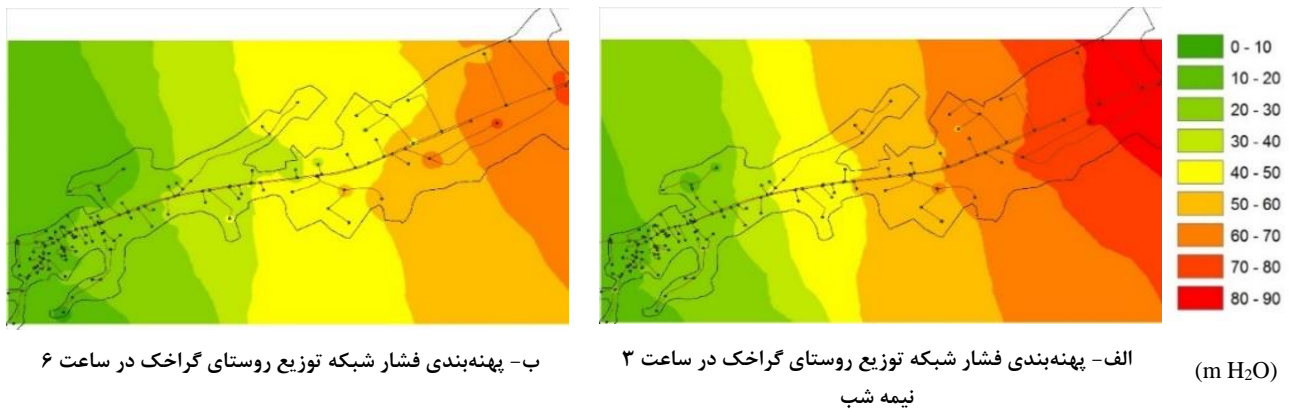 0 - 10
10 - 20
20 - 30
30 - 40
40 - 50
50 - 60
60 - 70
70 - 80
80 - 90
(m H₂O)
الف- پهنه‌بندی فشار شبکه توزیع روستای گراخک در ساعت ۳
نیمه شب
ب- پهنه‌بندی فشار شبکه توزیع روستای گراخک در ساعت ۶